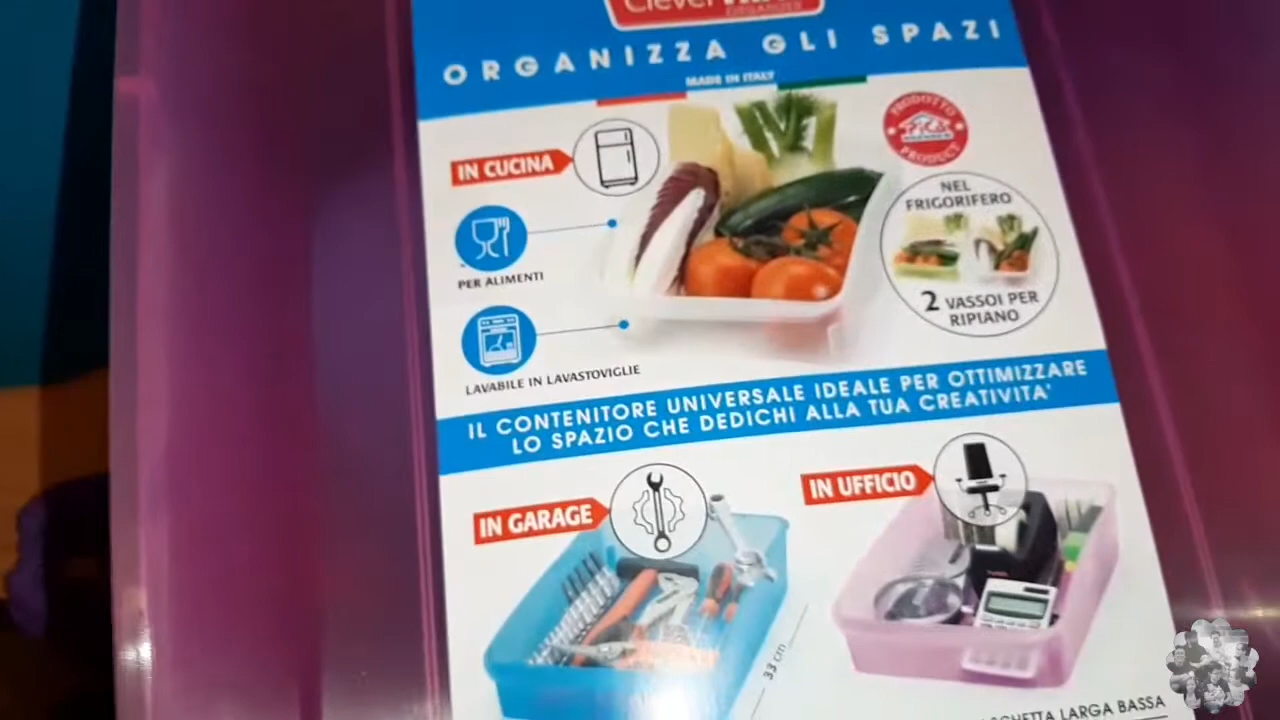 Clever
ORGANIZZA GLI SPAZI
MADE IN ITALY
IN CUCINA
PRODOTTO
PRODUCT
NEL
FRIGORIFERO
PER ALIMENTI
2 VASSOI PER
RIPIANO
LAVABILE IN LAVASTOVIGLIE
IL CONTENITORE UNIVERSALE IDEALE PER OTTIMIZZARE
LO SPAZIO CHE DEDICHI ALLA TUA CREATIVITA'
IN GARAGE
IN UFFICIO
33 cm
LARGA BASSA